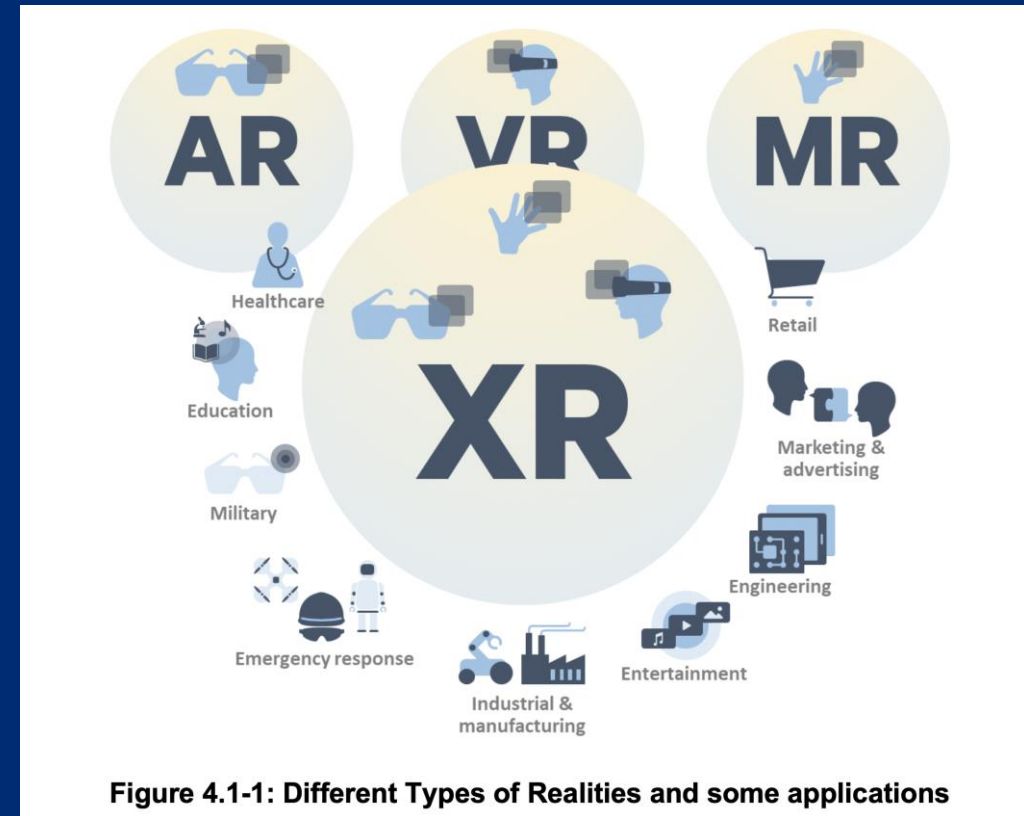 AR
VR
MR
XR
Healthcare
Education
Military
Emergency response
Industrial &
manufacturing
Entertainment
Engineering
Marketing &
advertising
Retail
Figure 4.1-1: Different Types of Realities and some applications